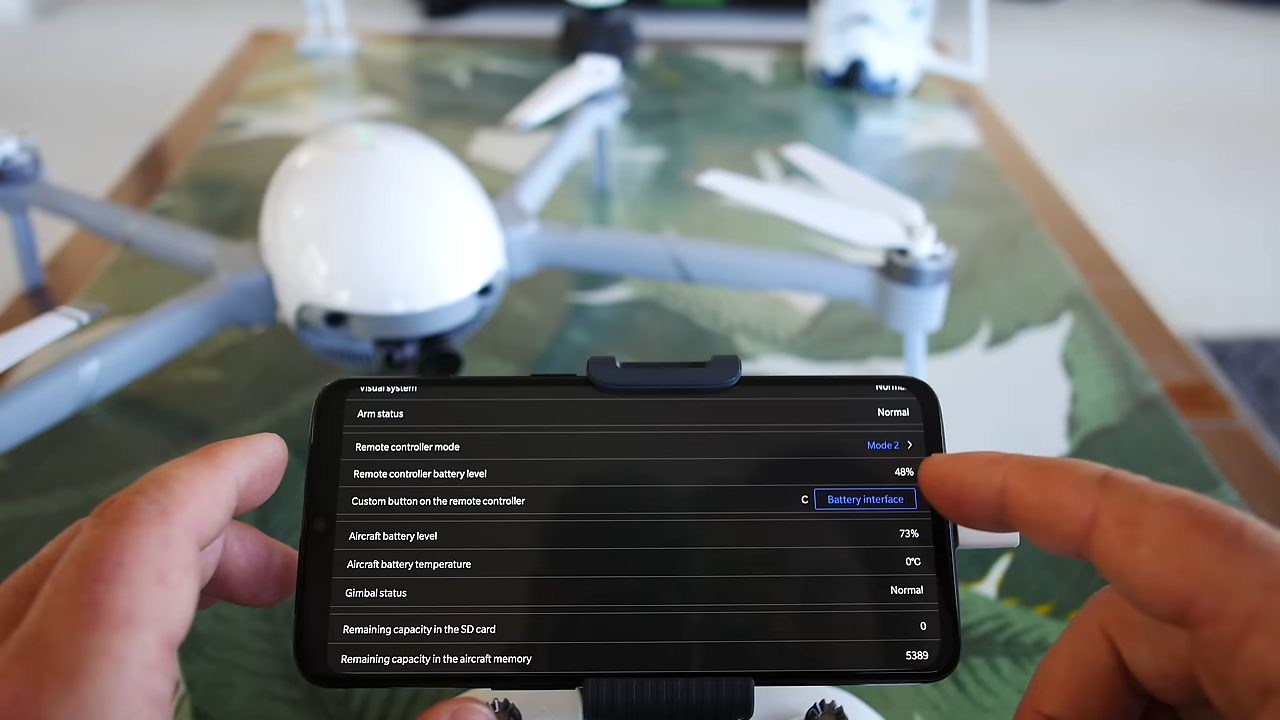 Visual system
Arm status Normal
Remote controller mode Mode 2 >
Remote controller battery level 48%
Custom button on the remote controller C Battery interface
Aircraft battery level 73%
Aircraft battery temperature 0°C
Gimbal status Normal
Remaining capacity in the SD card 0
Remaining capacity in the aircraft memory 5389